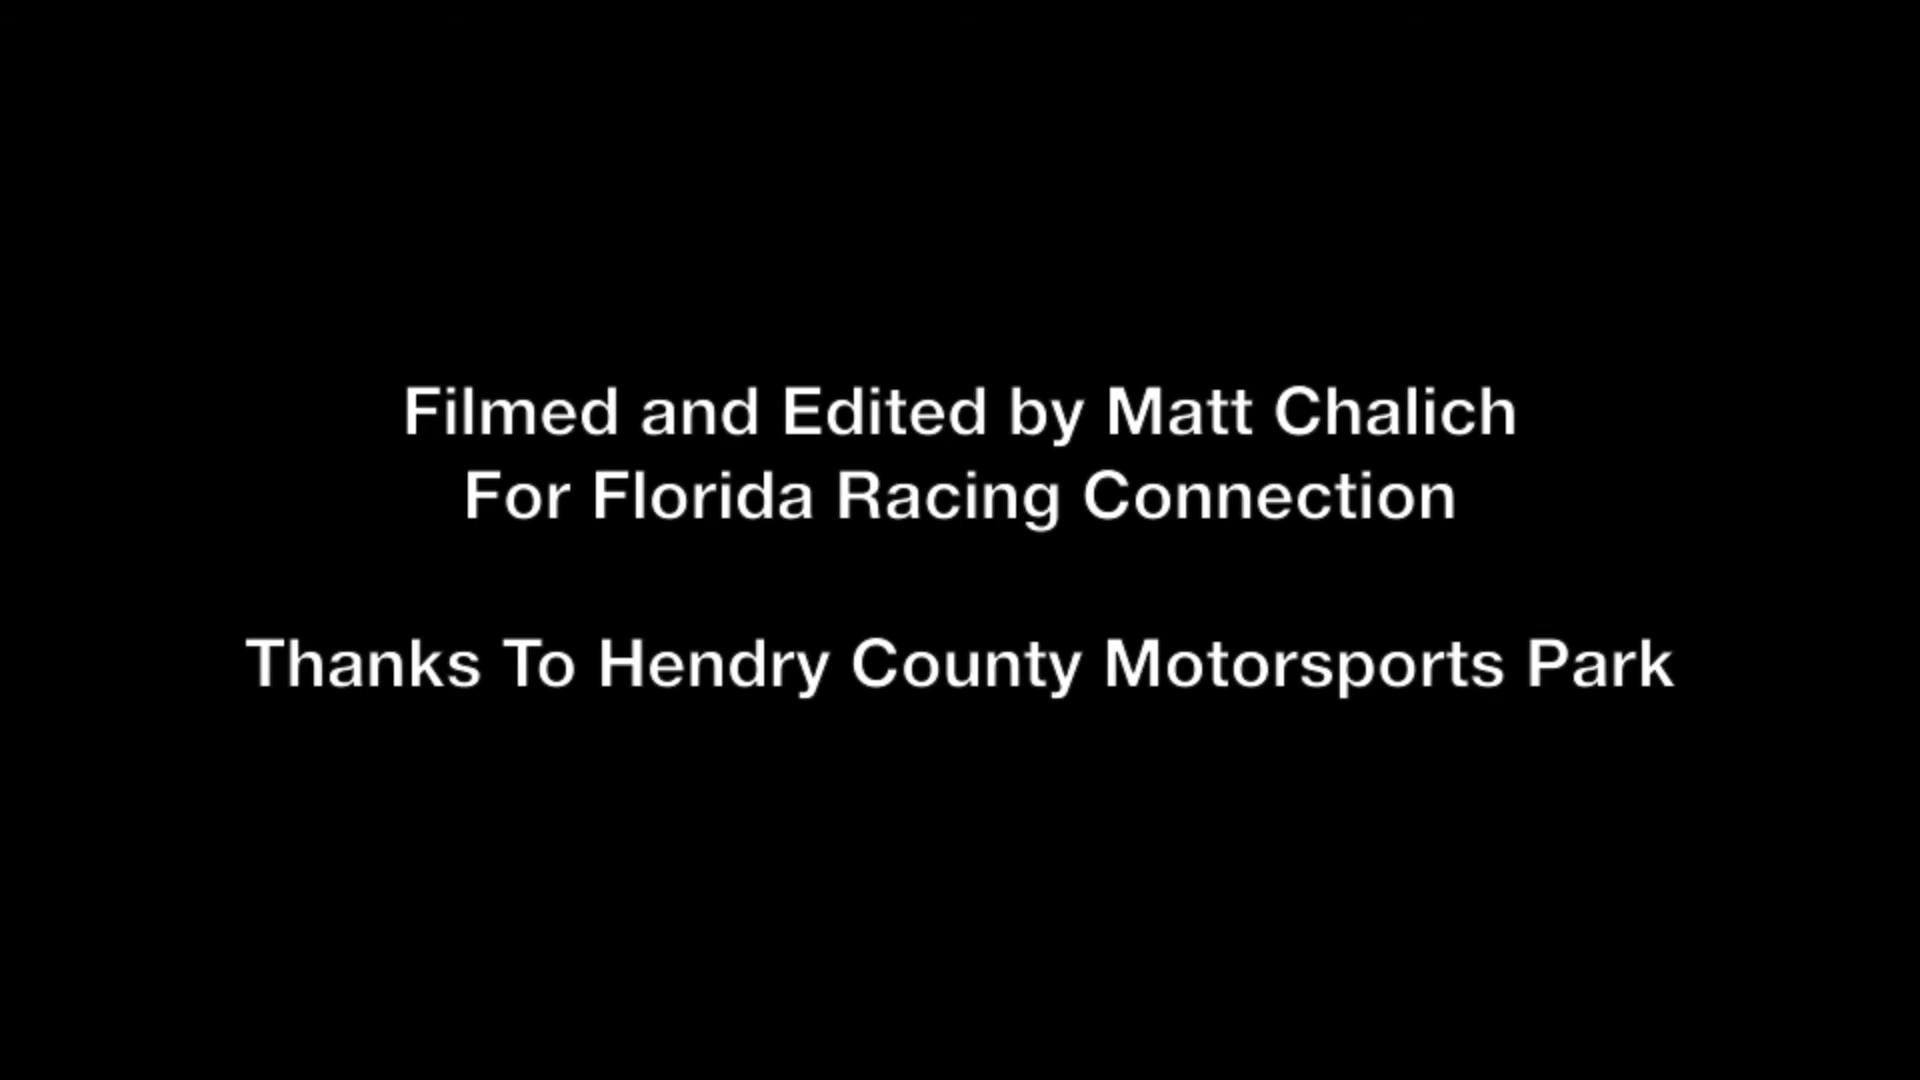 Filmed and Edited by Matt Chalich
For Florida Racing Connection
Thanks To Hendry County Motorsports Park